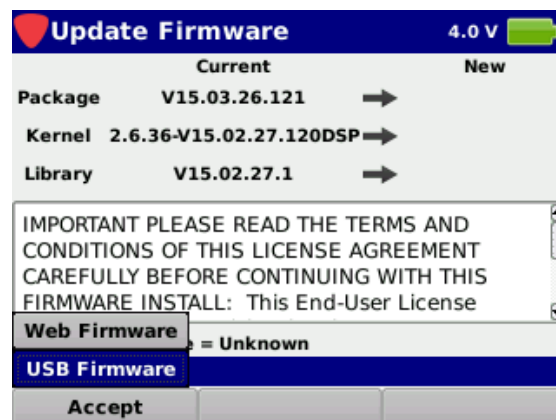 Update Firmware 4.0 V
Current New
Package V15.03.26.121
Kernel 2.6.36-V15.02.27.120DSP
Library V15.02.27.1
IMPORTANT PLEASE READ THE TERMS AND
CONDITIONS OF THIS LICENSE AGREEMENT
CAREFULLY BEFORE CONTINUING WITH THIS
FIRMWARE INSTALL: This End-User License
Web Firmware
= Unknown
USB Firmware
Accept